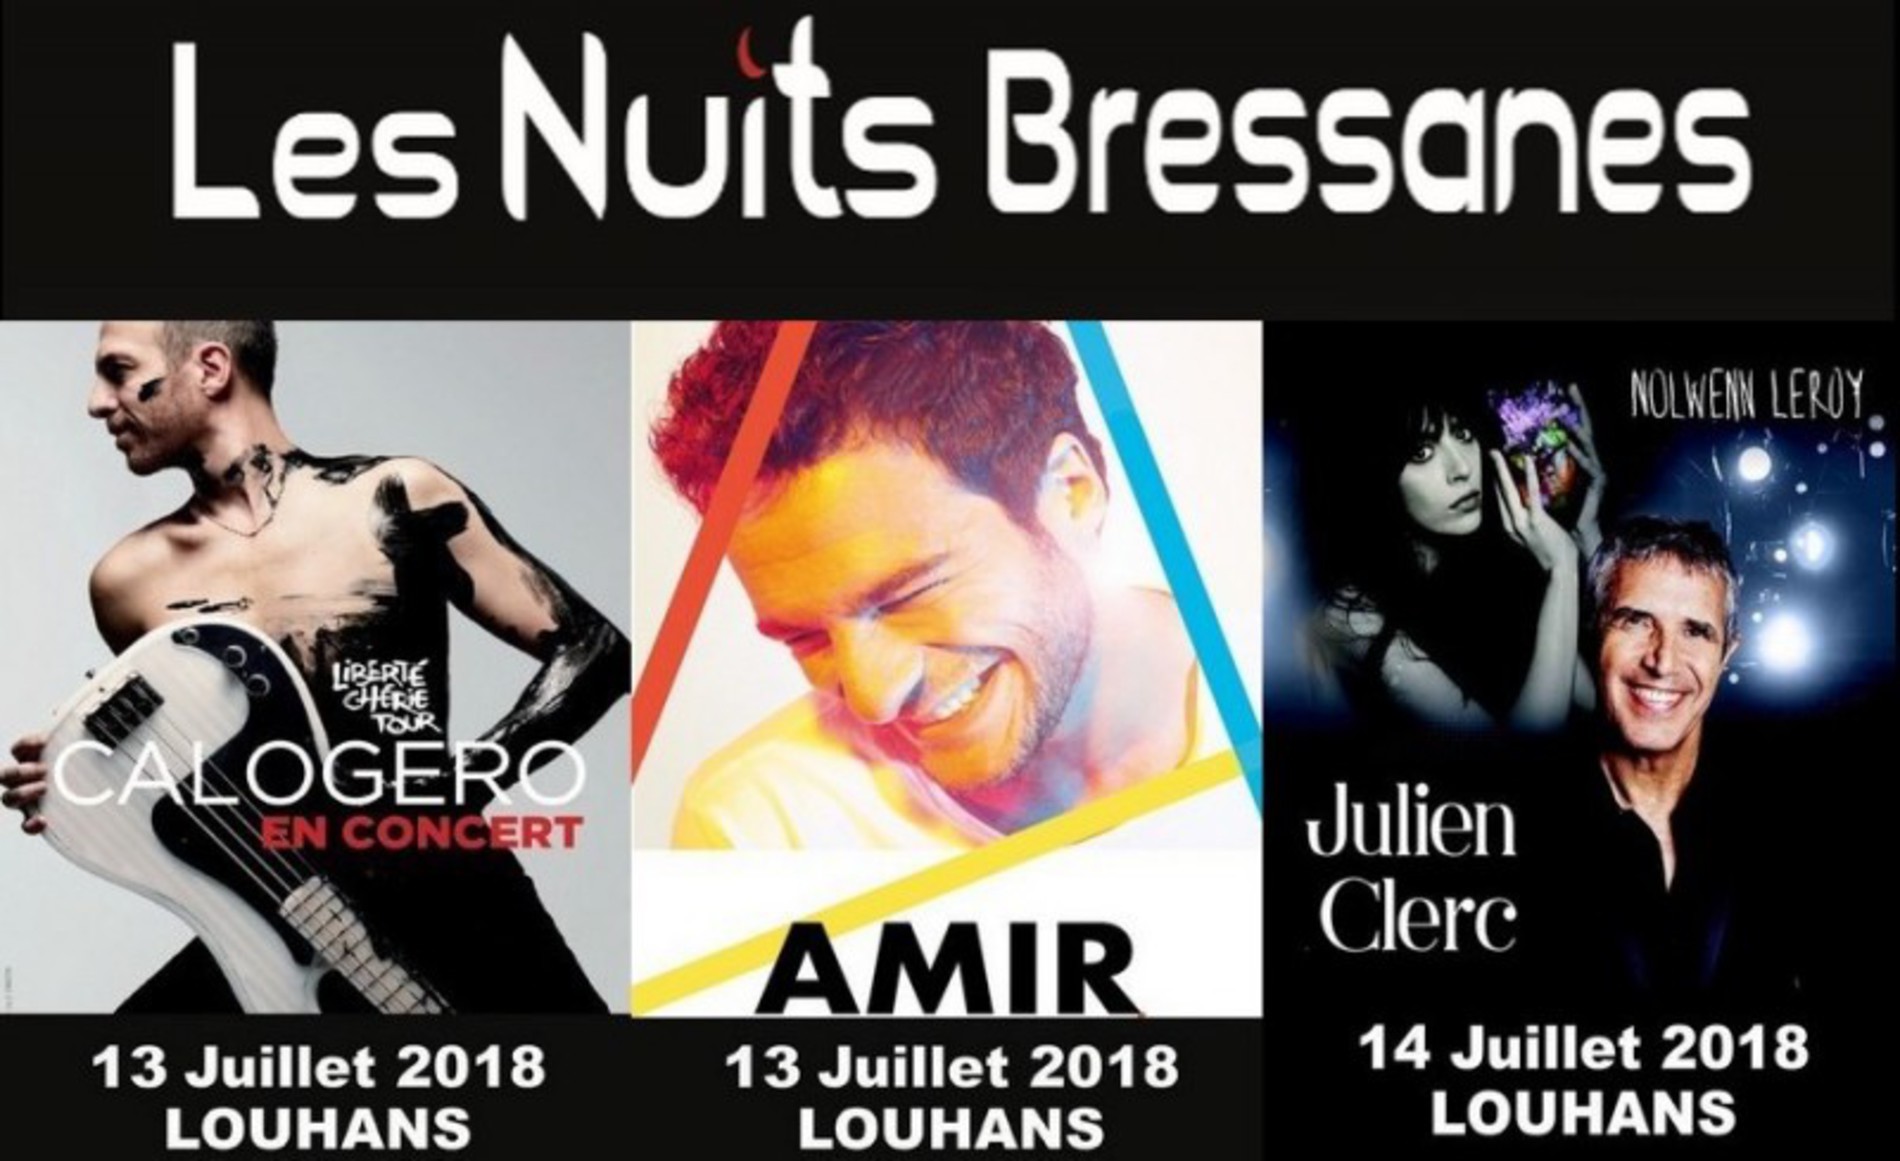 Les Nuits Bressanes
LIBERTÉ
CHÉRIE
TOUR
CALOGERO
EN CONCERT
13 Juillet 2018
LOUHANS
AMIR
13 Juillet 2018
LOUHANS
NOLWENN LEROY
Julien
Clerc
14 Juillet 2018
LOUHANS